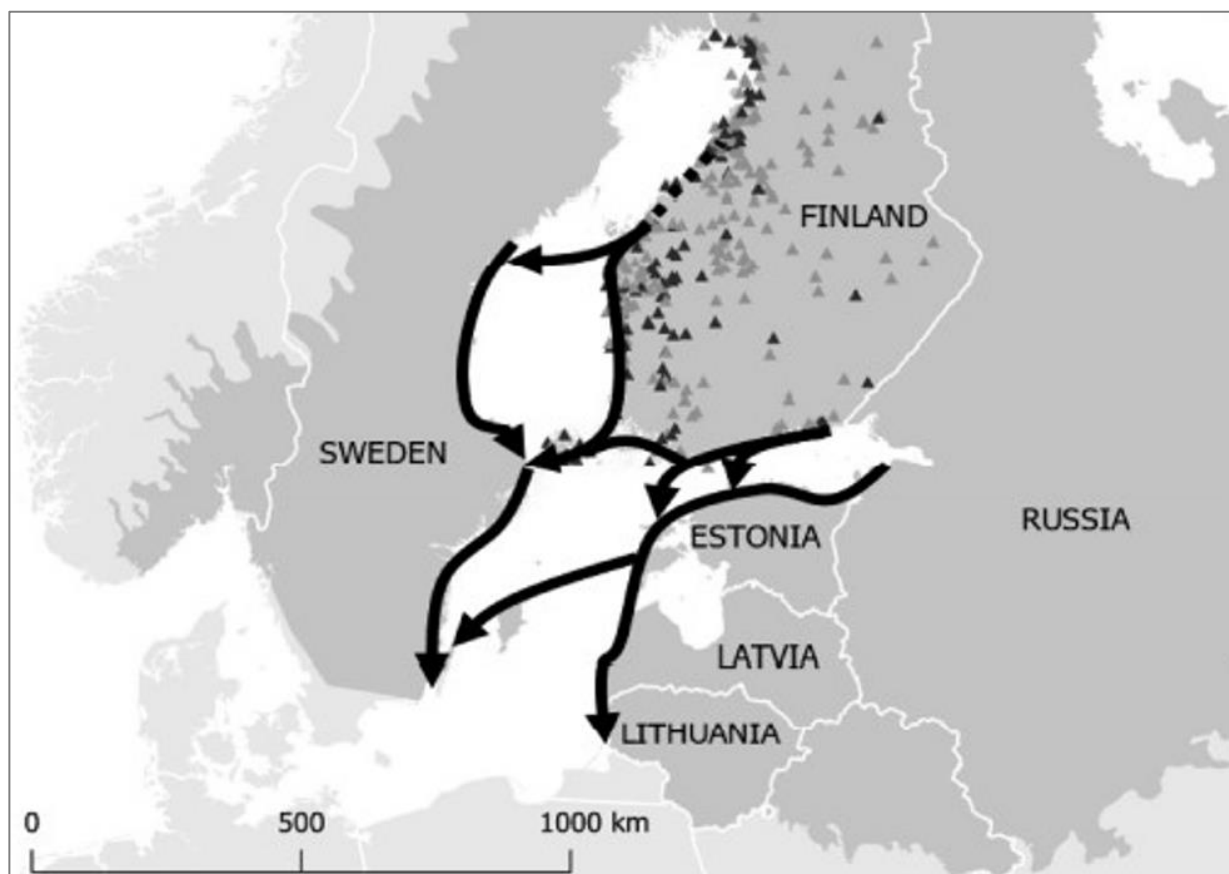 FINLAND
SWEDEN
RUSSIA
ESTONIA
LATVIA
LITHUANIA
0 500 1000 km